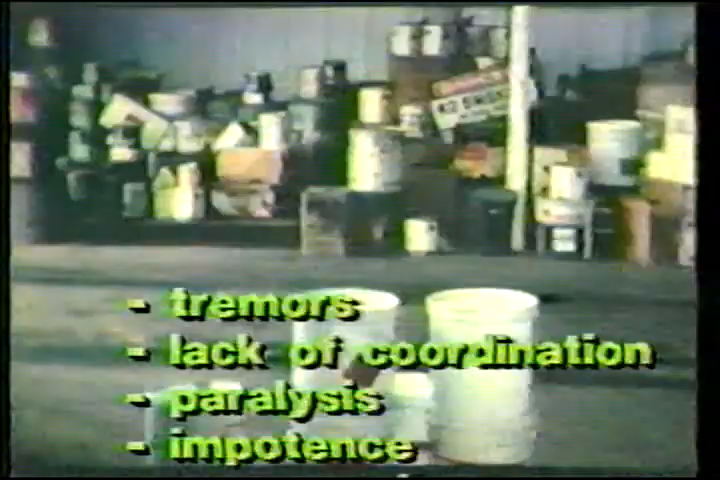 - tremors
- lack of coordination
- paralysis
- impotence